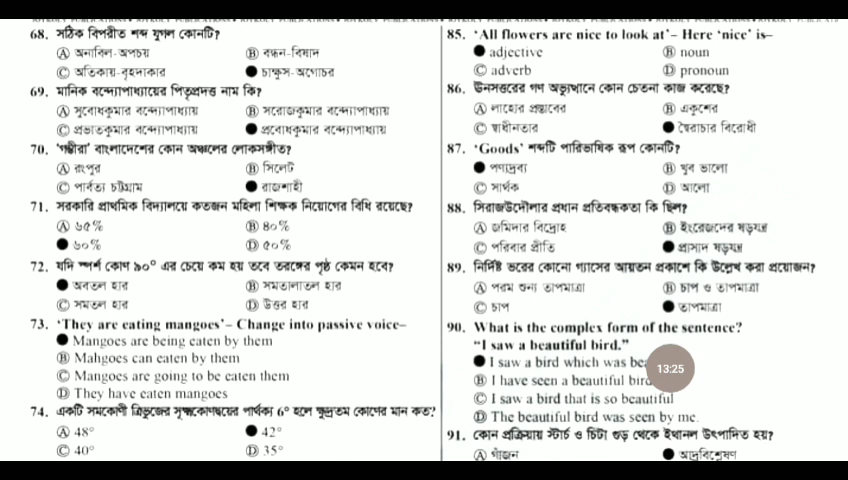 68. সঠিক বিপরীত শব্দ যুগল কোনটি?
Ⓐ অনাবিল-অপচয়
Ⓑ বন্ধন-বিষাদ
Ⓒ অতিকায়-বৃহদাকার
● চাক্ষুস-অগোচর
69. মানিক বন্দ্যোপাধ্যায়ের পিতৃপ্রদত্ত নাম কি?
Ⓐ সুবোধকুমার বন্দ্যোপাধ্যায়
Ⓑ সরোজকুমার বন্দ্যোপাধ্যায়
Ⓒ প্রভাতকুমার বন্দ্যোপাধ্যায়
● প্রবোধকুমার বন্দ্যোপাধ্যায়
70. 'গম্ভীরা' বাংলাদেশের কোন অঞ্চলের লোকসঙ্গীত?
Ⓐ রংপুর
Ⓑ সিলেট
Ⓒ পার্বত্য চট্টগ্রাম
● রাজশাহী
71. সরকারি প্রাথমিক বিদ্যালয়ে কতজন মহিলা শিক্ষক নিয়োগের বিধি রয়েছে?
Ⓐ ৬৫%
Ⓑ ৪০%
● ৬০%
Ⓓ ৫০%
72. যদি স্পর্শ কোণ ৯০° এর চেয়ে কম হয় তবে তরঙ্গের পৃষ্ঠ কেমন হবে?
● অবতল হার
Ⓑ সমতালাতল হার
Ⓒ সমতল হার
Ⓓ উত্তর হার
73. 'They are eating mangoes'– Change into passive voice–
● Mangoes are being eaten by them
Ⓑ Mahgoes can eaten by them
Ⓒ Mangoes are going to be eaten them
Ⓓ They have eaten mangoes
74. একটি সমকোণী ত্রিভুজের সূক্ষ্মকোণদ্বয়ের পার্থক্য 6° হলে ক্ষুদ্রতম কোণের মান কত?
Ⓐ 48°
● 42°
Ⓒ 40°
Ⓓ 35°
85. 'All flowers are nice to look at'– Here 'nice' is–
● adjective
Ⓑ noun
Ⓒ adverb
Ⓓ pronoun
86. ঊনসত্তরের গণ অভ্যুত্থানে কোন চেতনা কাজ করেছে?
Ⓐ লাহোর প্রস্তাবের
Ⓑ একুশের
Ⓒ স্বাধীনতার
● স্বৈরাচার বিরোধী
87. 'Goods' শব্দটি পারিভাষিক রূপ কোনটি?
● পণ্যদ্রব্য
Ⓑ খুব ভালো
Ⓒ সার্থক
Ⓓ আলো
88. সিরাজউদ্দৌলার প্রধান প্রতিবন্ধকতা কি ছিল?
Ⓐ জমিদার বিদ্রোহ
Ⓑ ইংরেজদের ষড়যন্ত্র
Ⓒ পরিবার প্রীতি
● প্রাসাদ ষড়যন্ত্র
89. নির্দিষ্ট ভরের কোনো গ্যাসের আয়তন প্রকাশে কি উল্লেখ করা প্রয়োজন?
Ⓐ পরম শুন্য তাপমাত্রা
Ⓑ চাপ ও তাপমাত্রা
Ⓒ চাপ
● তাপমাত্রা
90. What is the complex form of the sentence?
"I saw a beautiful bird."
● I saw a bird which was
13:25
Ⓑ I have seen a beautiful bird
Ⓒ I saw a bird that is so beautiful
Ⓓ The beautiful bird was seen by me.
91. কোন প্রক্রিয়ায় স্টার্চ ও চিটা গুড় থেকে ইথানল উৎপাদিত হয়?
Ⓐ গাঁজন
● আদ্রবিশ্লেষণ